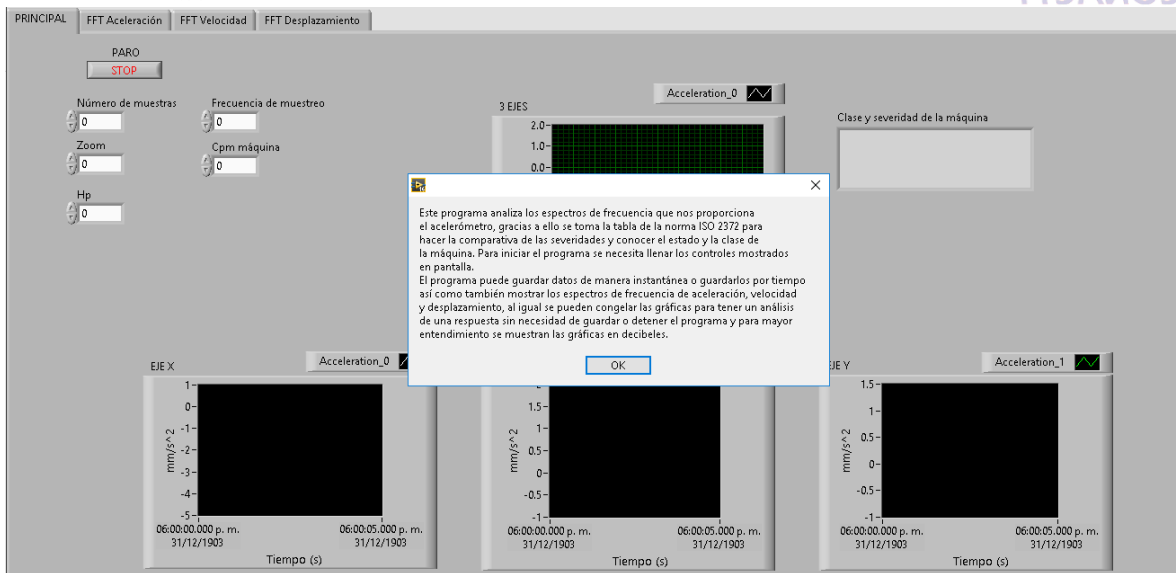 PRINCIPAL
FFT Aceleración
FFT Velocidad
FFT Desplazamiento
PARO
STOP
Número de muestras
0
Frecuencia de muestreo
0
Zoom
0
Cpm máquina
0
Hp
0
3 EJES
Acceleration_0
2.0
1.0
0.0
Clase y severidad de la máquina
Este programa analiza los espectros de frecuencia que nos proporciona
el acelerómetro, gracias a ello se toma la tabla de la norma ISO 2372 para
hacer la comparativa de las severidades y conocer el estado y la clase de
la máquina. Para iniciar el programa se necesita llenar los controles mostrados
en pantalla.
El programa puede guardar datos de manera instantánea o guardarlos por tiempo
así como también mostrar los espectros de frecuencia de aceleración, velocidad
y desplazamiento, al igual se pueden congelar las gráficas para tener un análisis
de una respuesta sin necesidad de guardar o detener el programa y para mayor
entendimiento se muestran las gráficas en decibeles.
OK
EJE X
Acceleration_0
mm/s^2
1
0
-1
-2
-3
-4
-5
06:00:00.000 p. m.
31/12/1903
06:00:05.000 p. m.
31/12/1903
Tiempo (s)
mm/s^2
1.5
1
0.5
0
-0.5
-1
06:00:00.000 p. m.
31/12/1903
06:00:05.000 p. m.
31/12/1903
Tiempo (s)
EJE Y
Acceleration_1
mm/s^2
1.5
1
0.5
0
-0.5
-1
06:00:00.000 p. m.
31/12/1903
06:00:05.000 p. m.
31/12/1903
Tiempo (s)